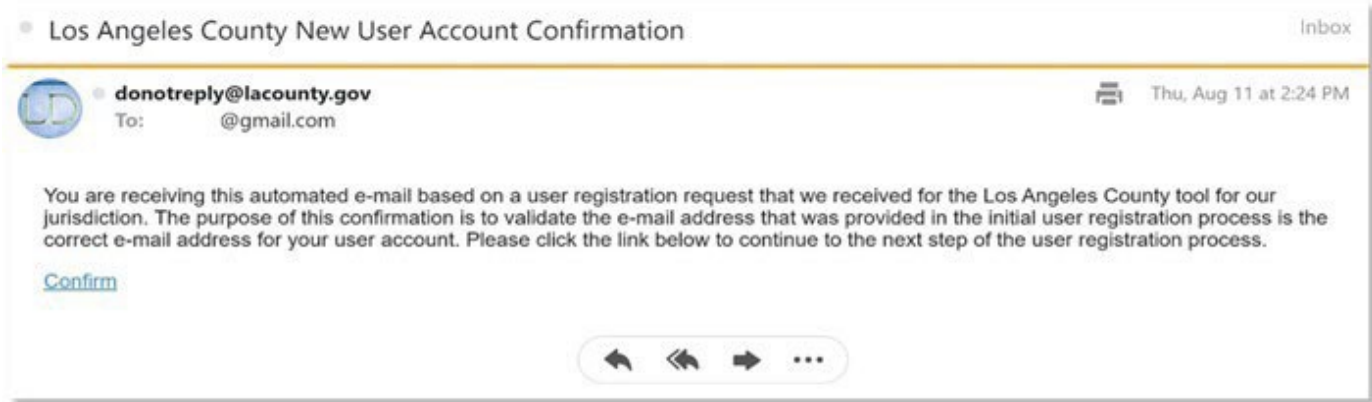 Los Angeles County New User Account Confirmation
Inbox
donotreply@lacounty.gov
Thu, Aug 11 at 2:24 PM
To: @gmail.com
LD
You are receiving this automated e-mail based on a user registration request that we received for the Los Angeles County tool for our
jurisdiction. The purpose of this confirmation is to validate the e-mail address that was provided in the initial user registration process is the
correct e-mail address for your user account. Please click the link below to continue to the next step of the user registration process.
Confirm